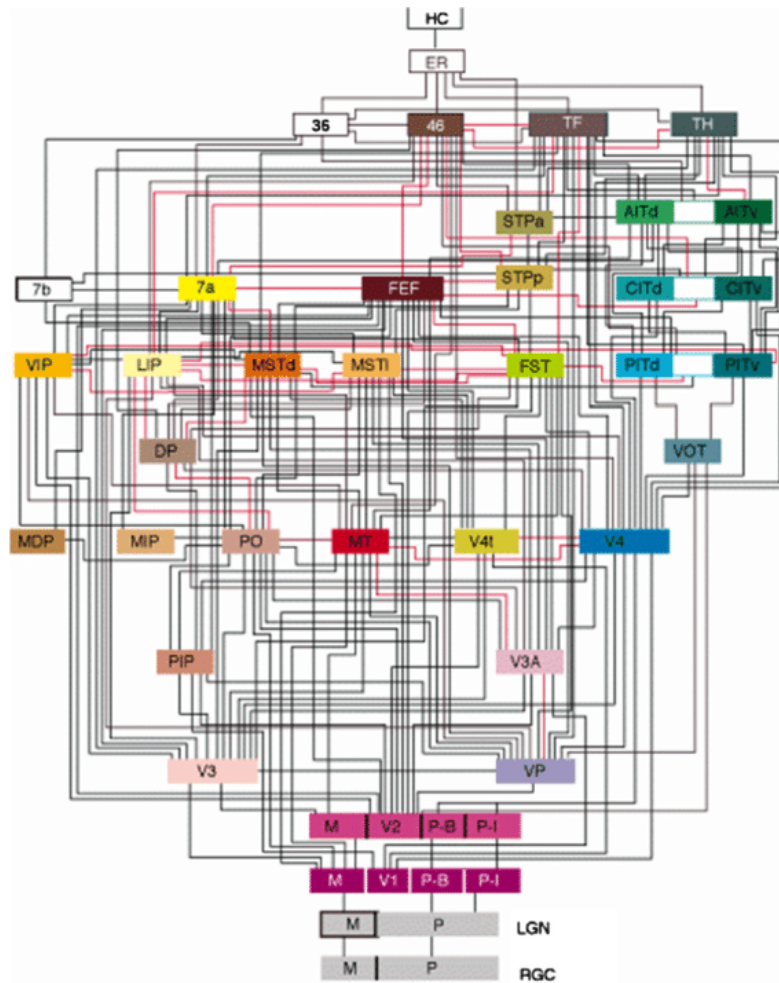 HC
ER
36 46 TF TH
STPa AITd AITv
7b 7a FEF STPp CITd CITv
VIP LIP MSTd MSTl FST PITd PITv
DP VOT
MDP MIP PO MT V4t V4
PIP V3A
V3 VP
M V2 P-B P-I
M V1 P-B P-I
M P LGN
M P RGC